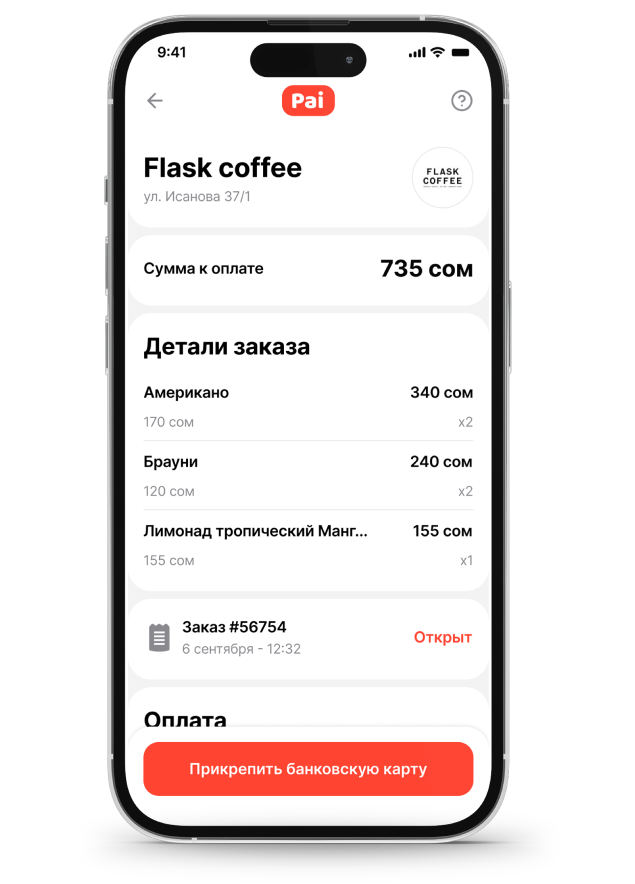 9:41
Pai
Flask coffee
ул. Исанова 37/1
FLASK
COFFEE
Сумма к оплате
735 сом
Детали заказа
Американо
340 сом
170 сом
x2
Брауни
240 сом
120 сом
x2
Лимонад тропический Манг...
155 сом
155 сом
x1
Заказ #56754
6 сентября - 12:32
Открыт
Оплата
Прикрепить банковскую карту